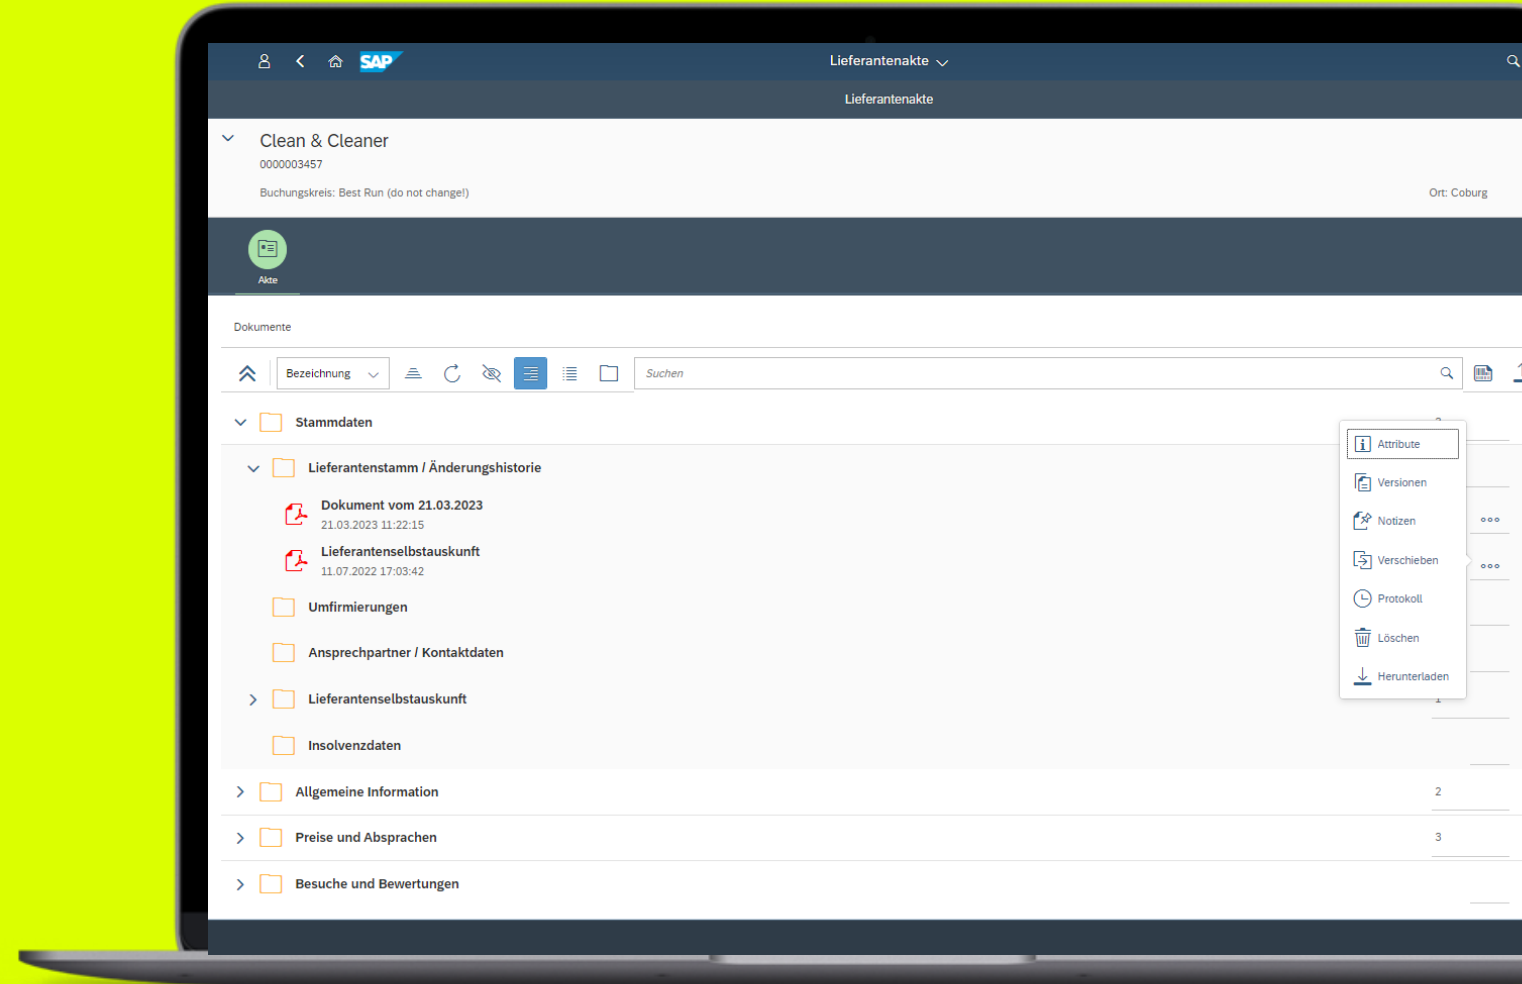 SAP
Lieferantenakte
Lieferantenakte
Clean & Cleaner
0000003457
Buchungskreis: Best Run (do not change!)
Ort: Coburg
Akte
Dokumente
Bezeichnung
Suchen
Stammdaten
Lieferantenstamm / Änderungshistorie
Dokument vom 21.03.2023
21.03.2023 11:22:15
Lieferantenselbstauskunft
11.07.2022 17:03:42
Umfirmierungen
Ansprechpartner / Kontaktdaten
Lieferantenselbstauskunft
Insolvenzdaten
Allgemeine Information
2
Preise und Absprachen
3
Besuche und Bewertungen
Attribute
Versionen
Notizen
Verschieben
Protokoll
Löschen
Herunterladen